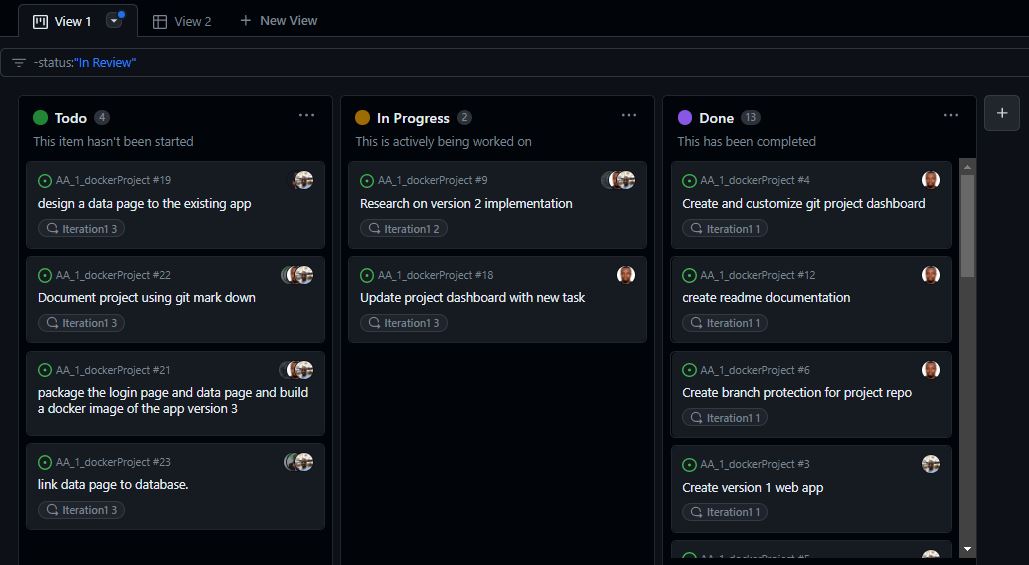 View 1
View 2
New View
-status:"In Review"
Todo 4
This item hasn't been started
AA_1_dockerProject #19
design a data page to the existing app
Iteration1 3
AA_1_dockerProject #22
Document project using git mark down
Iteration1 3
AA_1_dockerProject #21
package the login page and data page and build
a docker image of the app version 3
AA_1_dockerProject #23
link data page to database.
Iteration1 3
In Progress 2
This is actively being worked on
AA_1_dockerProject #9
Research on version 2 implementation
Iteration1 2
AA_1_dockerProject #18
Update project dashboard with new task
Iteration1 3
Done 13
This has been completed
AA_1_dockerProject #4
Create and customize git project dashboard
Iteration1 1
AA_1_dockerProject #12
create readme documentation
Iteration1 1
AA_1_dockerProject #6
Create branch protection for project repo
Iteration1 1
AA_1_dockerProject #3
Create version 1 web app
Iteration1 1
AA_1_dockerProject #5